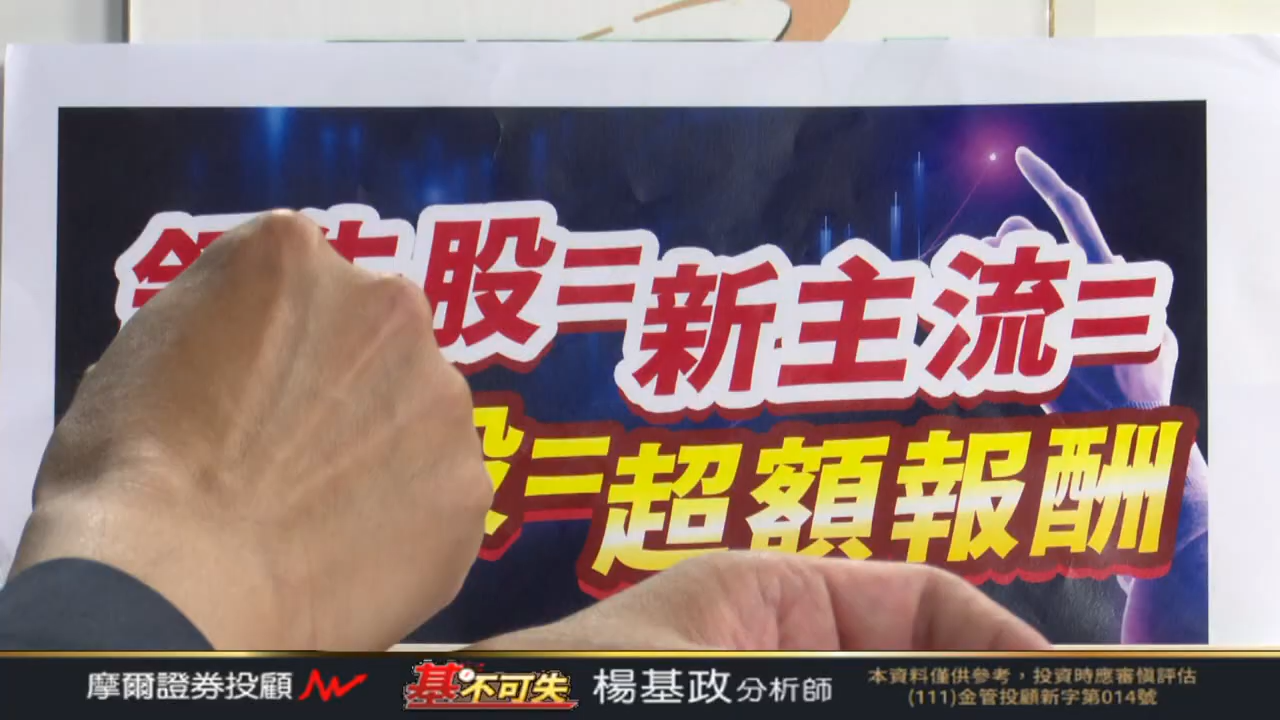 股=新主流=
股=超額報酬
摩爾證券投顧 基不可失 楊基政分析師 本資料僅供參考，投資時應審慎評估
(111)金管投顧新字第014號